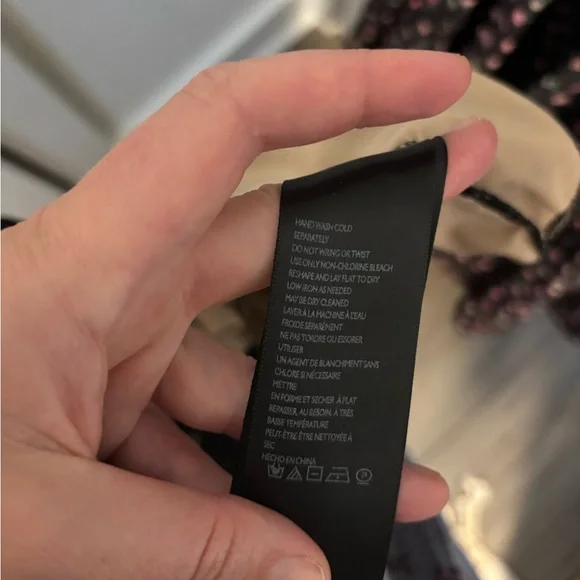 HAND WASH COLD
SEPARATELY
DO NOT WRING OR TWIST
USE ONLY NON-CHLORINE BLEACH
RESHAPE AND LAY FLAT TO DRY
LOW IRON AS NEEDED
MAY BE DRY CLEANED
LAVER À LA MACHINE À L'EAU
FROIDE SEPARÉMENT
NE PAS TORDRE OU ESSORER
UTILISER
UN AGENT DE BLANCHIMENT SANS
CHLORE SI NÉCESSAIRE
METTRE
EN FORME ET SECHER À PLAT
REPASSER, AU BESOIN, A TRÈS
BASSE TEMPÉRATURE
PEUT-ÊTRE ÊTRE NETTOYÉE À
SEC
HECHO EN CHINA